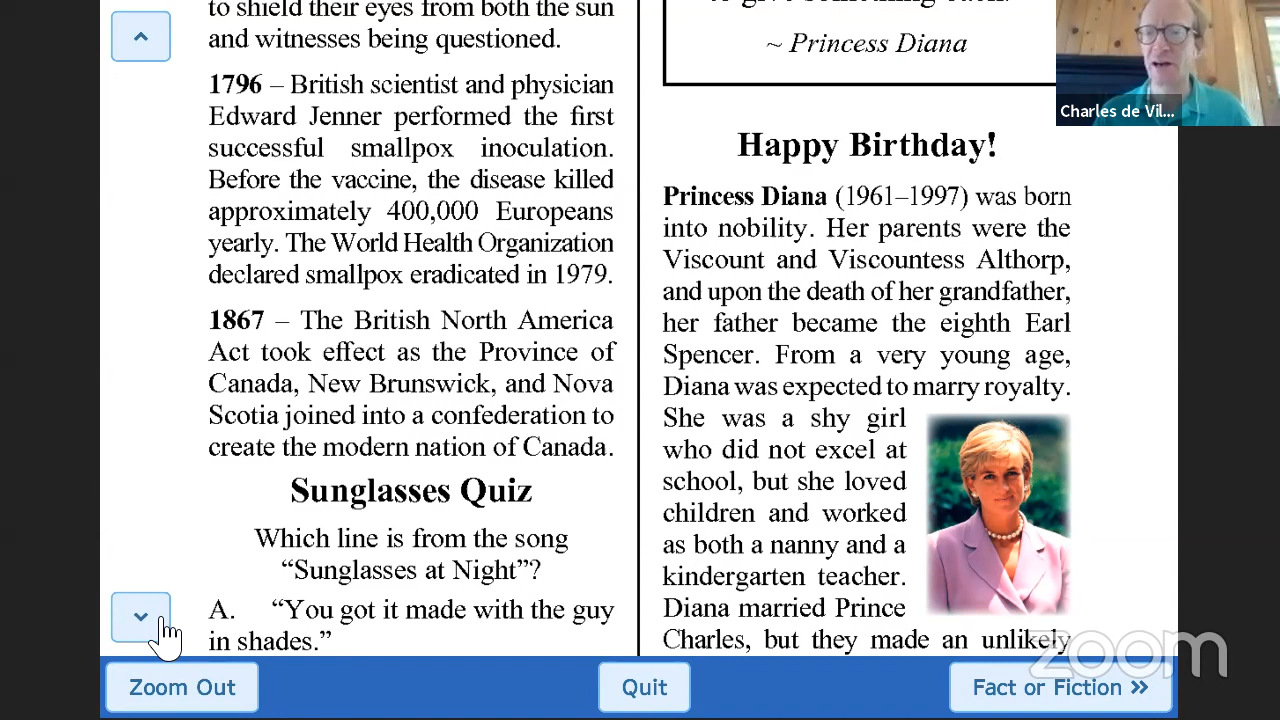 to shield their eyes from both the sun
and witnesses being questioned.
1796 – British scientist and physician
Edward Jenner performed the first
successful smallpox inoculation.
Before the vaccine, the disease killed
approximately 400,000 Europeans
yearly. The World Health Organization
declared smallpox eradicated in 1979.
1867 – The British North America
Act took effect as the Province of
Canada, New Brunswick, and Nova
Scotia joined into a confederation to
create the modern nation of Canada.
Sunglasses Quiz
Which line is from the song
“Sunglasses at Night”?
A. “You got it made with the guy
in shades.”
to give something back.
~ Princess Diana
Happy Birthday!
Princess Diana (1961–1997) was born
into nobility. Her parents were the
Viscount and Viscountess Althorp,
and upon the death of her grandfather,
her father became the eighth Earl
Spencer. From a very young age,
Diana was expected to marry royalty.
She was a shy girl
who did not excel at
school, but she loved
children and worked
as both a nanny and a
kindergarten teacher.
Diana married Prince
Charles, but they made an unlikely
Charles de Vil...
Zoom Out
Quit
Fact or Fiction »
zoom